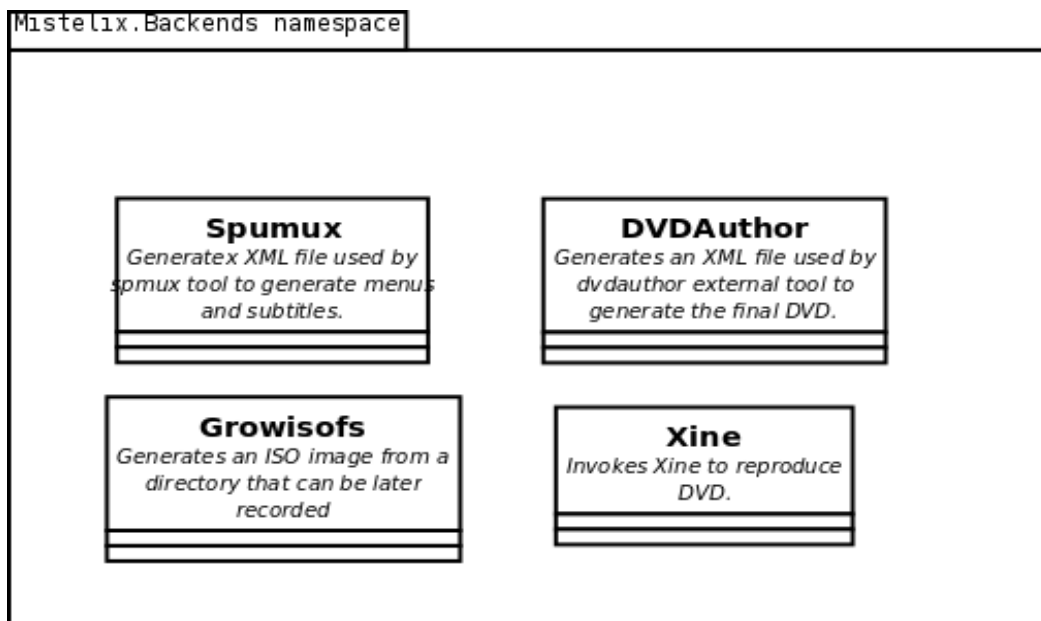 Mistelix.Backends namespace
Spumux
Generatex XML file used by
spmux tool to generate menus
and subtitles.
DVDAuthor
Generates an XML file used by
dvdauthor external tool to
generate the final DVD.
Growisofs
Generates an ISO image from a
directory that can be later
recorded
Xine
Invokes Xine to reproduce
DVD.